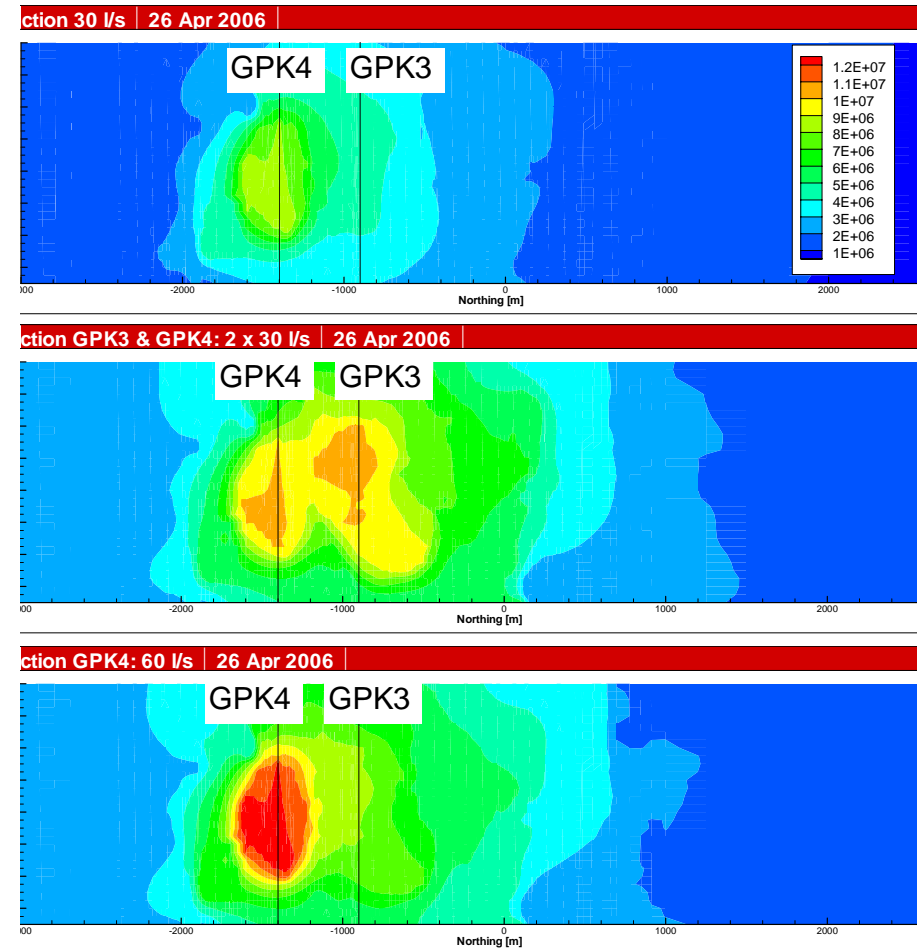 ction 30 l/s | 26 Apr 2006 |
GPK4 GPK3
1.2E+07
1.1E+07
1E+07
9E+06
8E+06
7E+06
6E+06
5E+06
4E+06
3E+06
2E+06
1E+06
00 -2000 -1000 0 1000 2000
Northing [m]
ction GPK3 & GPK4: 2 x 30 l/s | 26 Apr 2006 |
GPK4 GPK3
00 -2000 -1000 0 1000 2000
Northing [m]
ction GPK4: 60 l/s | 26 Apr 2006 |
GPK4 GPK3
00 -2000 -1000 0 1000 2000
Northing [m]